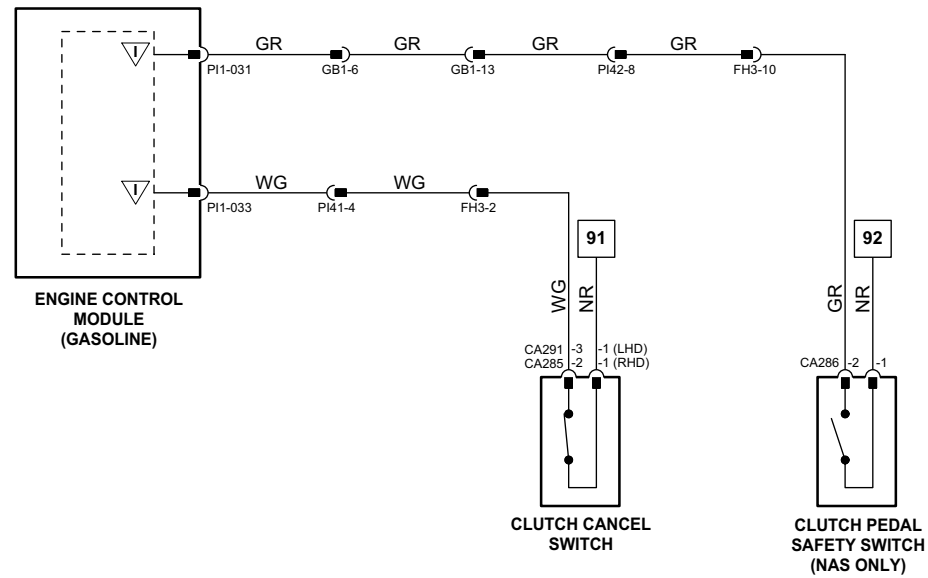 I
GR
GR
GR
GR
PI1-031
GB1-6
GB1-13
PI42-8
FH3-10
I
WG
WG
PI1-033
PI41-4
FH3-2
91
92
ENGINE CONTROL
MODULE
(GASOLINE)
WG
NR
GR
NR
CA291 -3 -1 (LHD)
CA285 -2 -1 (RHD)
CA286 -2 -1
CLUTCH CANCEL
SWITCH
CLUTCH PEDAL
SAFETY SWITCH
(NAS ONLY)